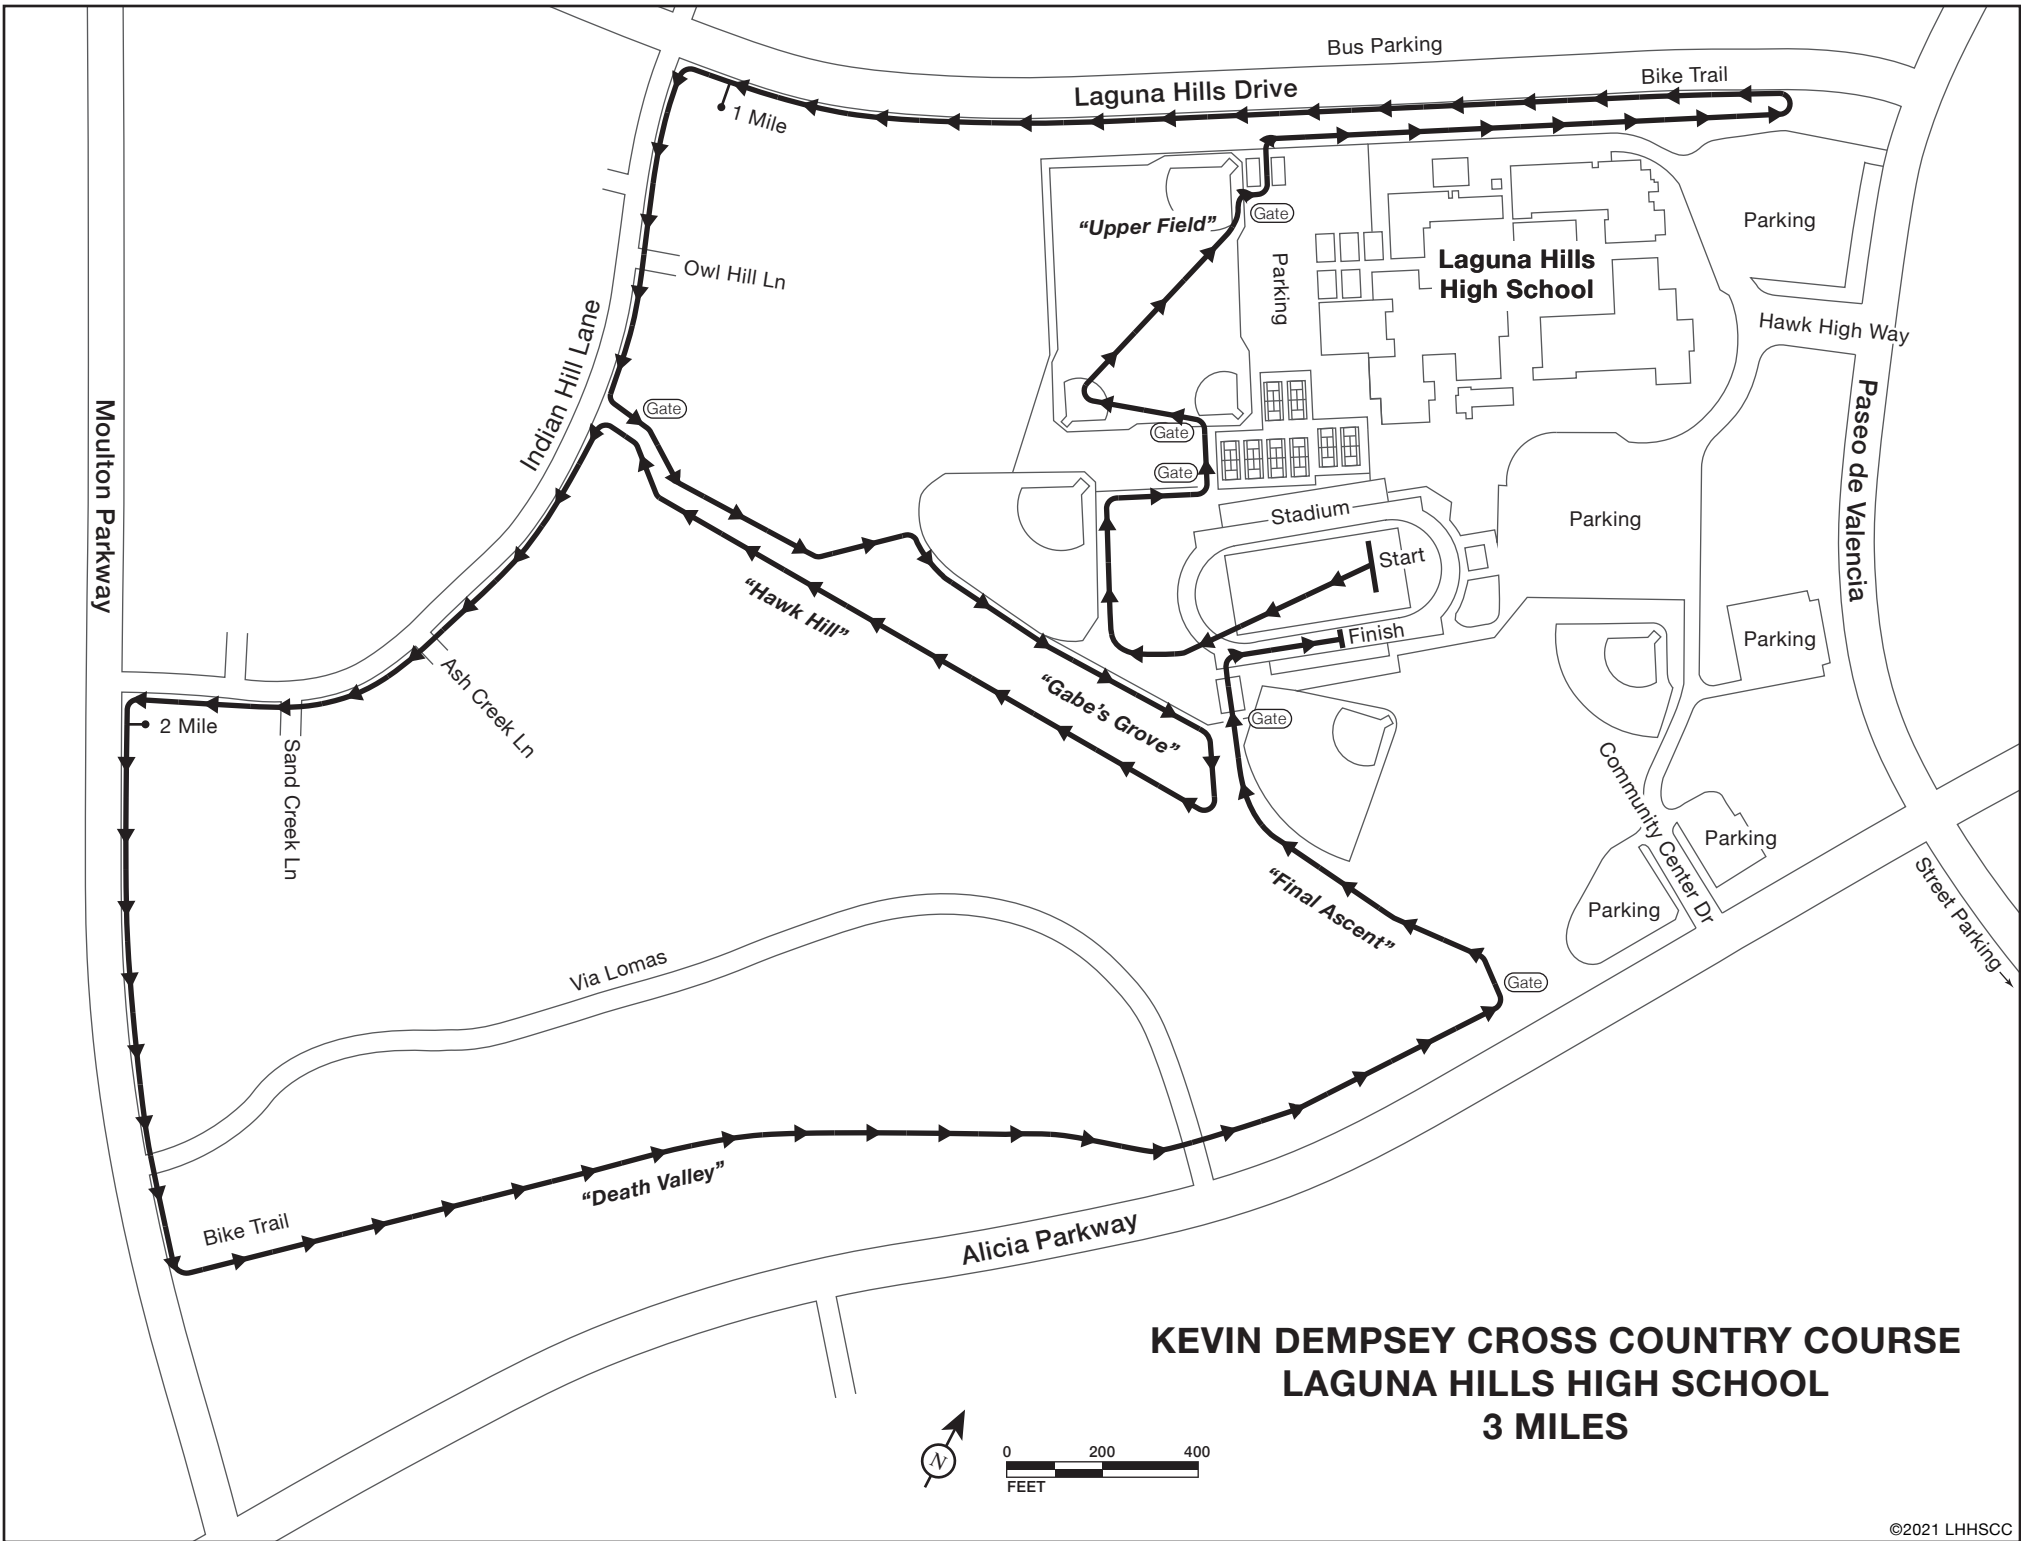 Bus Parking
Bike Trail
Laguna Hills Drive
1 Mile
"Upper Field"
Gate
Parking
Laguna Hills
High School
Parking
Owl Hill Ln
Hawk High Way
Indian Hill Lane
Gate
Gate
Gate
Moulton Parkway
Paseo de Valencia
Stadium
Parking
Start
"Hawk Hill"
Finish
Parking
Ash Creek Ln
"Gabe's Grove"
Gate
2 Mile
Sand Creek Ln
Community Center Dr
Parking
Parking
Street Parking
"Final Ascent"
Gate
Via Lomas
"Death Valley"
Bike Trail
Alicia Parkway
KEVIN DEMPSEY CROSS COUNTRY COURSE
LAGUNA HILLS HIGH SCHOOL
3 MILES
N
0 200 400
FEET
©2021 LHHSCC